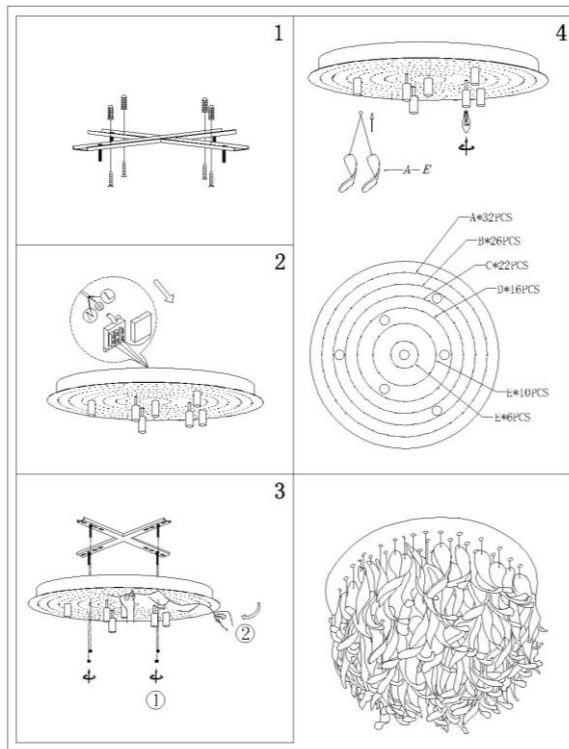 1
2
L
N
3
②
①
4
A-E
A*32PCS
B*26PCS
C*22PCS
D*16PCS
E*10PCS
E*6PCS